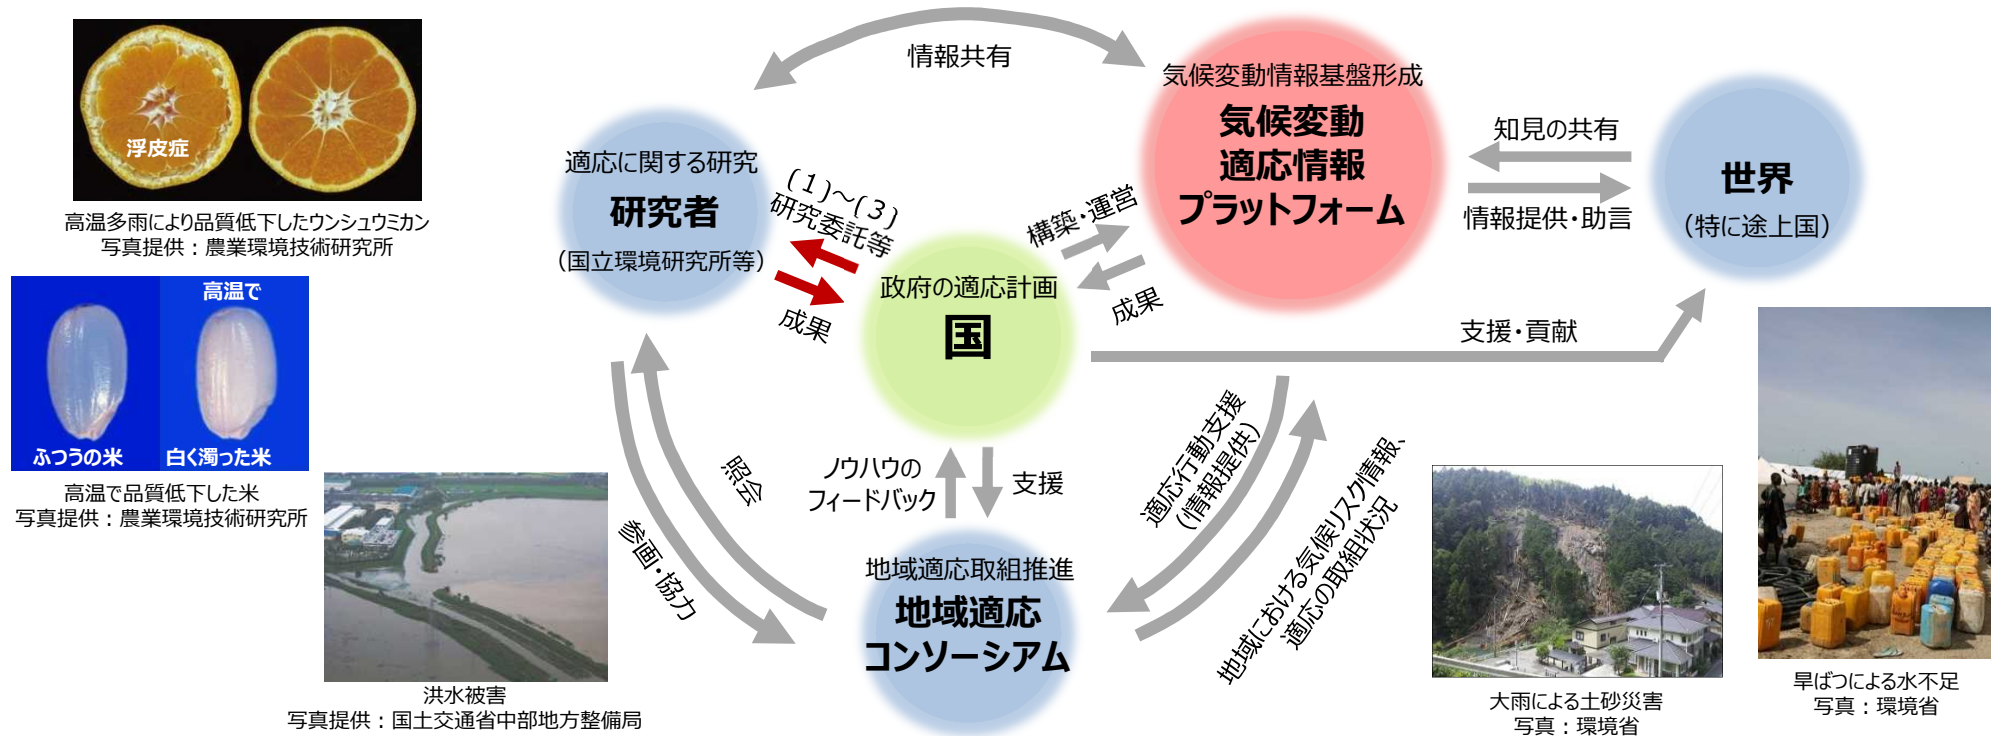 浮皮症
高温多雨により品質低下したウンシュウミカン
写真提供：農業環境技術研究所
高温で
ふつうの米
白く濁った米
高温で品質低下した米
写真提供：農業環境技術研究所
洪水被害
写真提供：国土交通省中部地方整備局
情報共有
適応に関する研究
研究者
（国立環境研究所等）
(１)～(３)
研究委託等
成果
政府の適応計画
国
構築・運営
成果
気候変動情報基盤形成
気候変動
適応情報
プラットフォーム
知見の共有
情報提供・助言
世界
（特に途上国）
支援・貢献
照会
参画・協力
ノウハウの
フィードバック
支援
地域適応取組推進
地域適応
コンソーシアム
適応行動支援
(情報提供)
地域における気候リスク情報、
適応の取組状況
大雨による土砂災害
写真：環境省
旱ばつによる水不足
写真：環境省